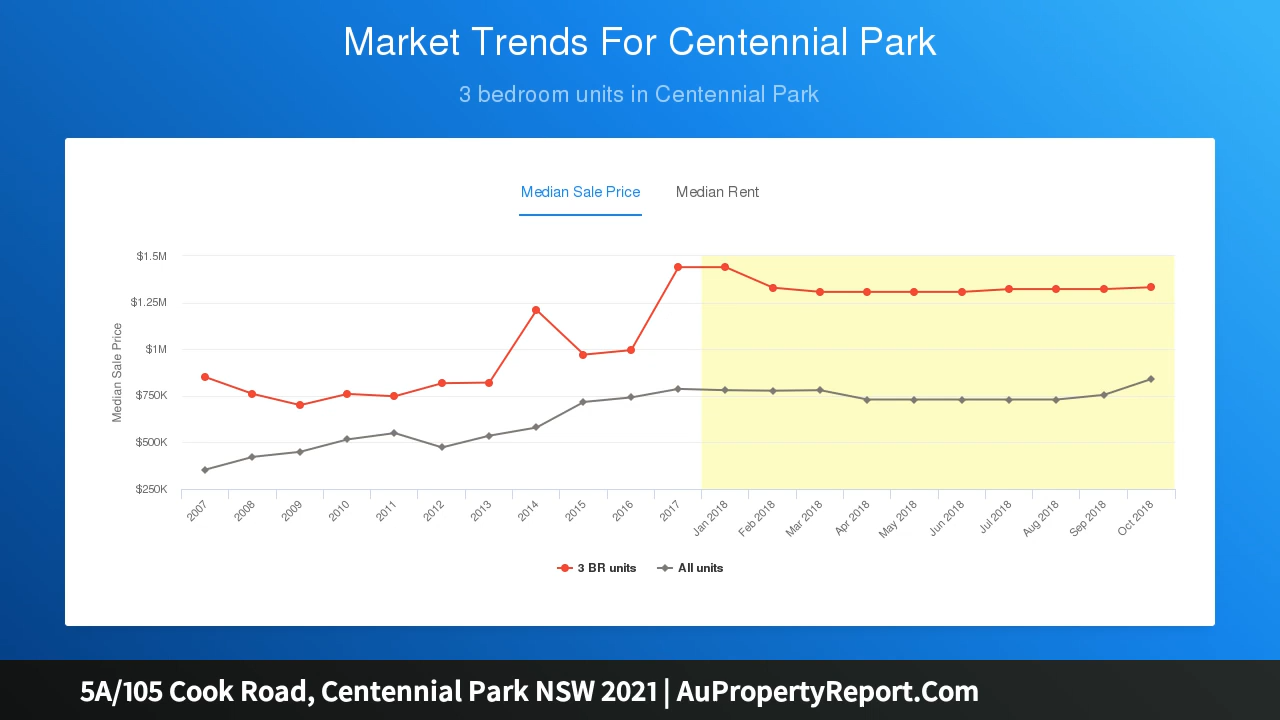 Market Trends For Centennial Park
3 bedroom units in Centennial Park
Median Sale Price Median Rent
$1.5M
$1.25M
$1M
$750K
$500K
$250K
Median Sale Price
2007 2008 2009 2010 2011 2012 2013 2014 2015 2016 2017 Jan 2018 Feb 2018 Mar 2018 Apr 2018 May 2018 Jun 2018 Jul 2018 Aug 2018 Sep 2018 Oct 2018
3 BR units All units
5A/105 Cook Road, Centennial Park NSW 2021 | AuPropertyReport.Com